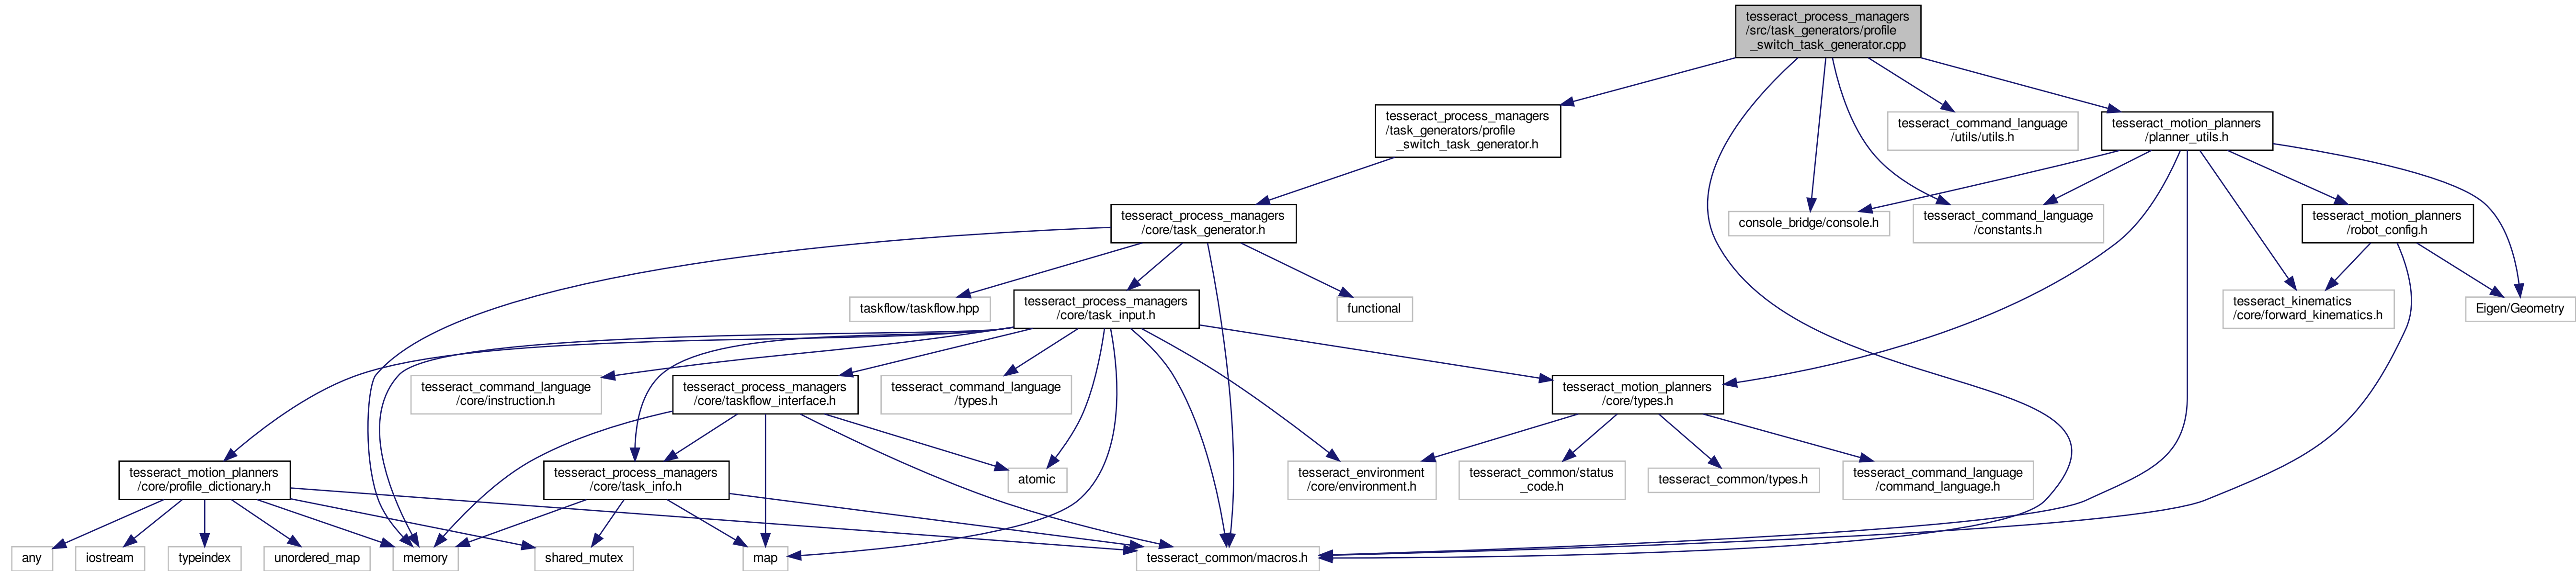 tesseract_process_managers
/src/task_generators/profile
_switch_task_generator.cpp
tesseract_process_managers
/task_generators/profile
_switch_task_generator.h
tesseract_command_language
/utils/utils.h
tesseract_motion_planners
/planner_utils.h
tesseract_process_managers
/core/task_generator.h
console_bridge/console.h
tesseract_command_language
/constants.h
tesseract_motion_planners
/robot_config.h
taskflow/taskflow.hpp
tesseract_process_managers
/core/task_input.h
functional
tesseract_kinematics
/core/forward_kinematics.h
Eigen/Geometry
tesseract_command_language
/core/instruction.h
tesseract_process_managers
/core/taskflow_interface.h
tesseract_command_language
/types.h
tesseract_motion_planners
/core/types.h
tesseract_motion_planners
/core/profile_dictionary.h
tesseract_process_managers
/core/task_info.h
atomic
tesseract_environment
/core/environment.h
tesseract_common/status
_code.h
tesseract_common/types.h
tesseract_command_language
/command_language.h
any
iostream
typeindex
unordered_map
memory
shared_mutex
map
tesseract_common/macros.h